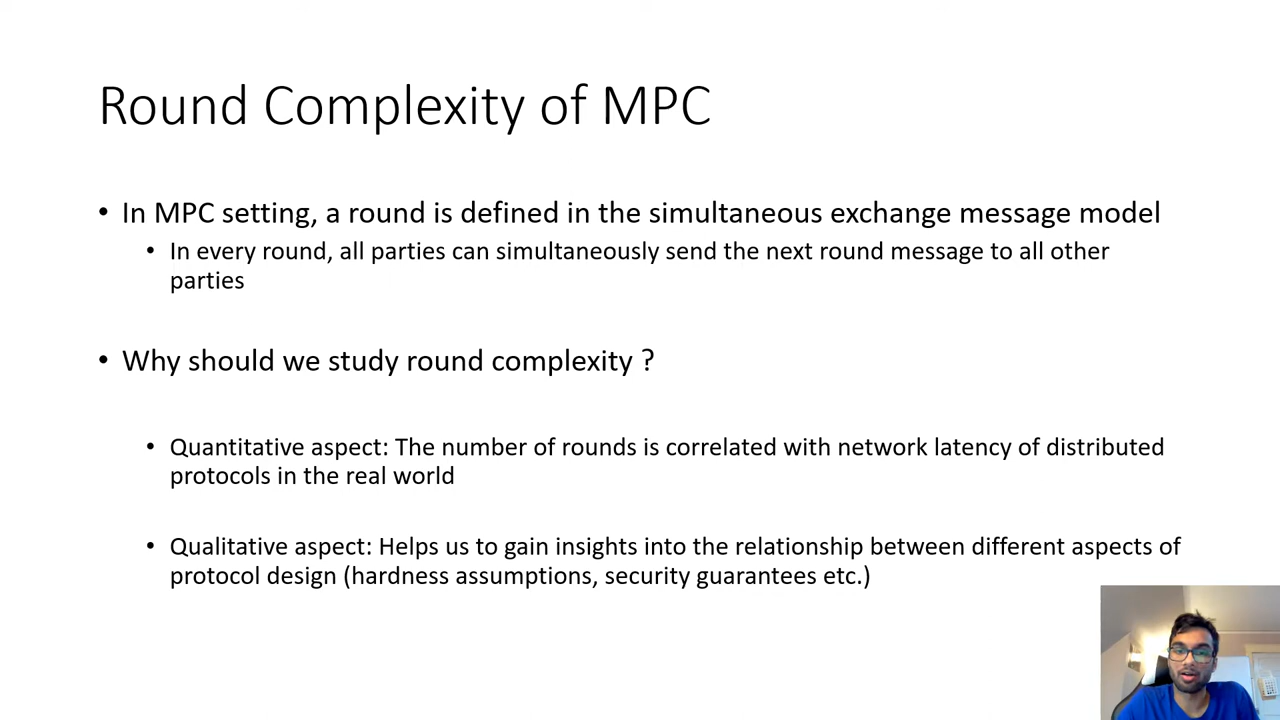 Round Complexity of MPC
• In MPC setting, a round is defined in the simultaneous exchange message model
• In every round, all parties can simultaneously send the next round message to all other
parties
• Why should we study round complexity ?
• Quantitative aspect: The number of rounds is correlated with network latency of distributed
protocols in the real world
• Qualitative aspect: Helps us to gain insights into the relationship between different aspects of
protocol design (hardness assumptions, security guarantees etc.)